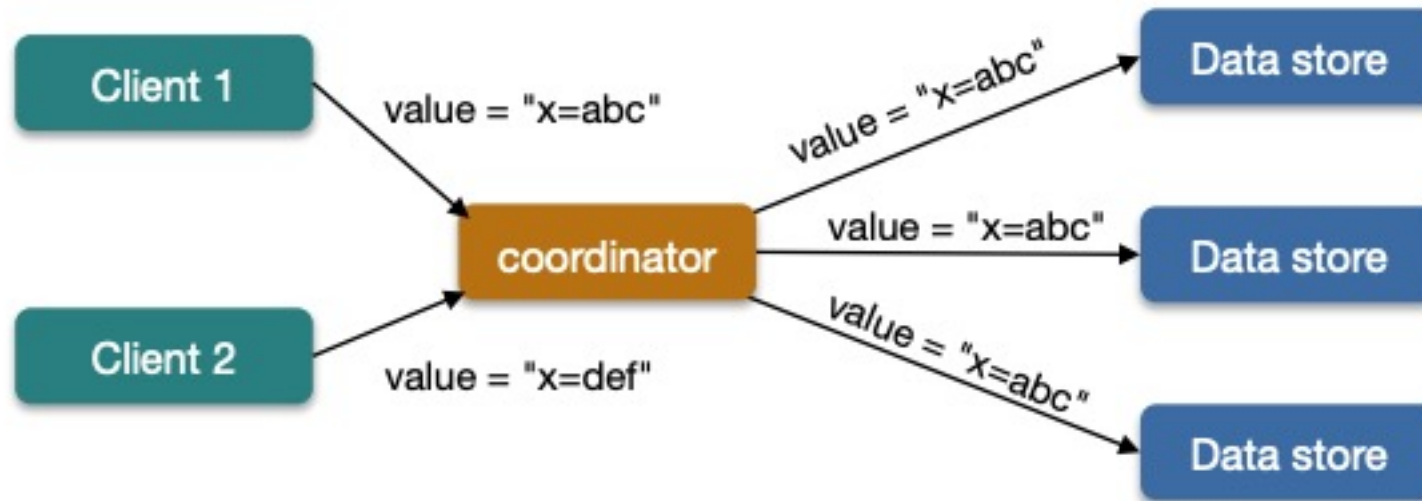 Client 1
value = "x=abc"
Client 2
value = "x=def"
coordinator
value = "x=abc"
Data store
value = "x=abc"
Data store
value = "x=abc"
Data store